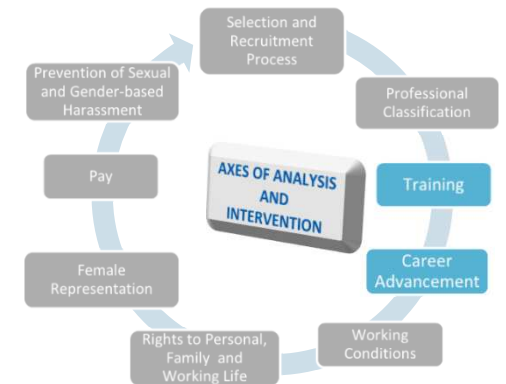 Selection and
Recruitment
Process
Professional
Classification
Training
Career
Advancement
Working
Conditions
Rights to Personal,
Family and
Working Life
Female
Representation
Pay
Prevention of Sexual
and Gender-based
Harassment
AXES OF ANALYSIS
AND
INTERVENTION